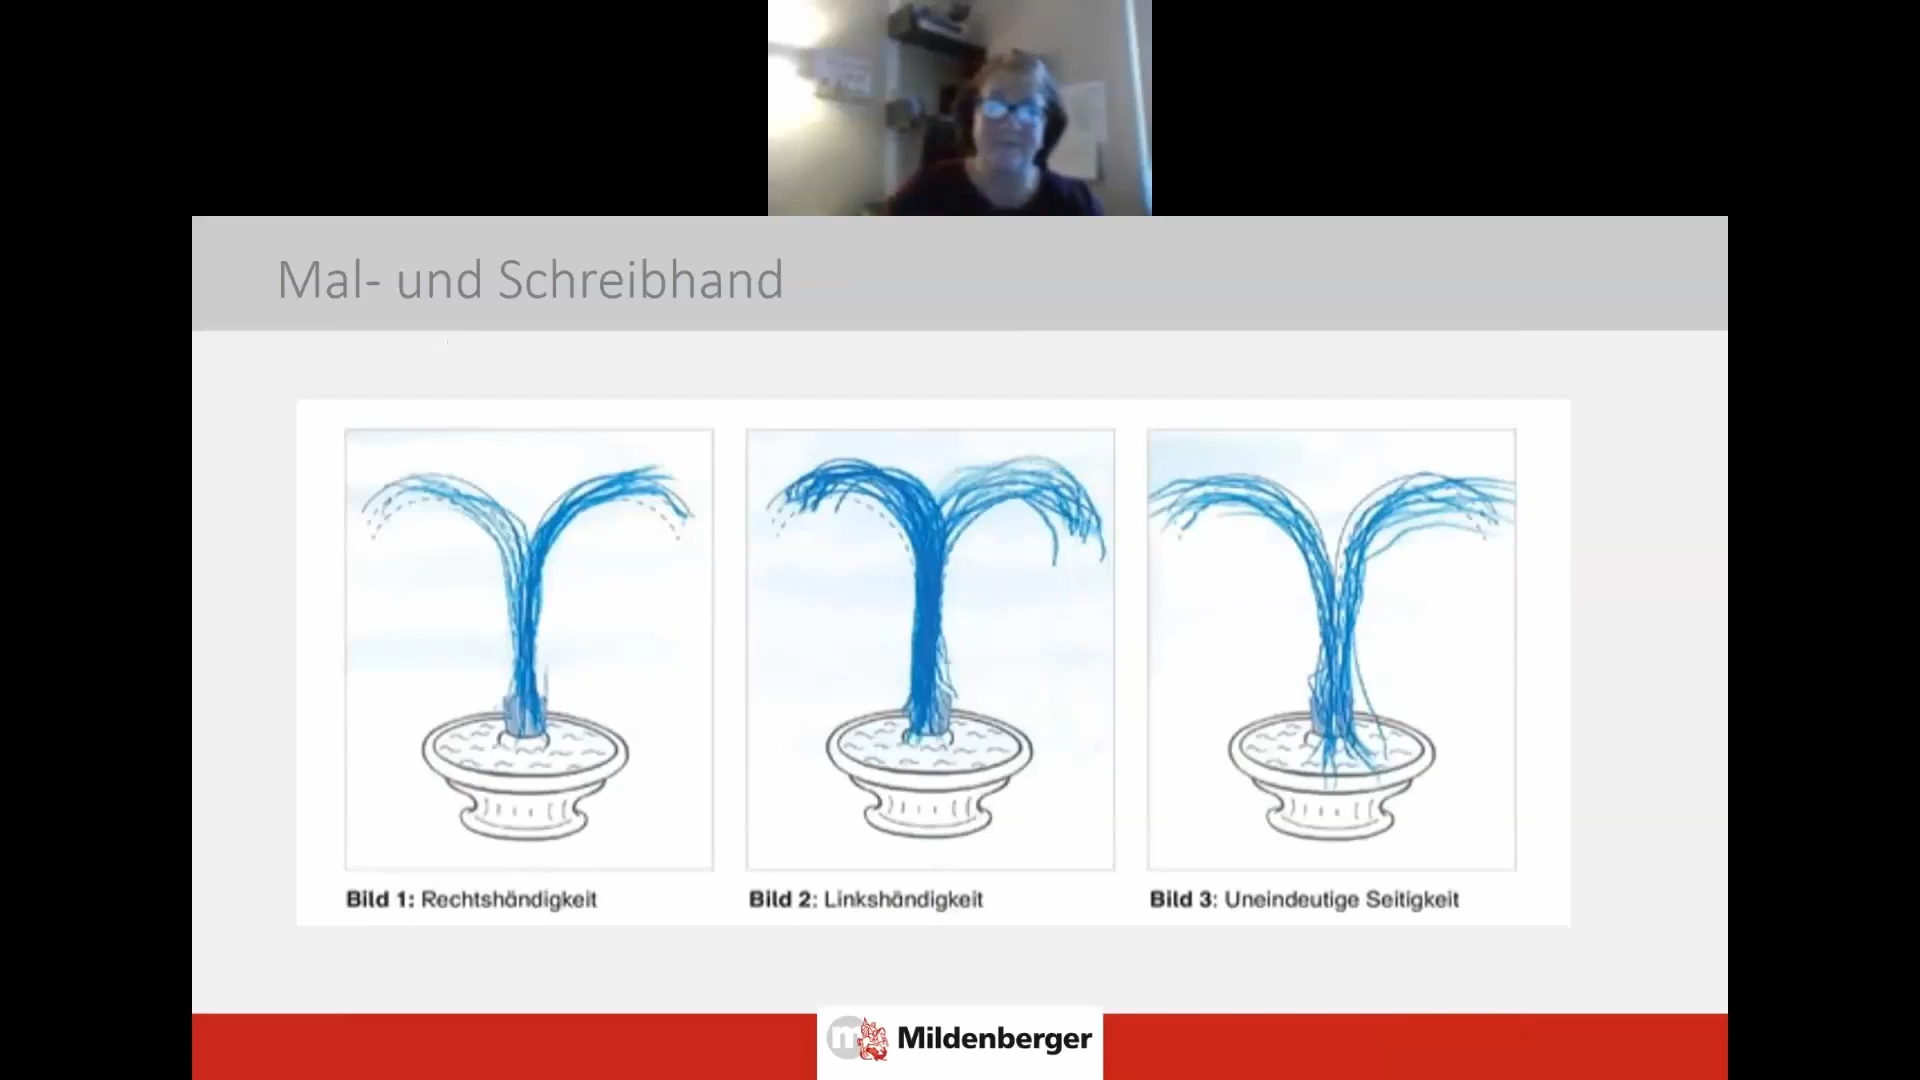 Mal- und Schreibhand
Bild 1: Rechtshändigkeit
Bild 2: Linkshändigkeit
Bild 3: Uneindeutige Seitigkeit
m Mildenberger